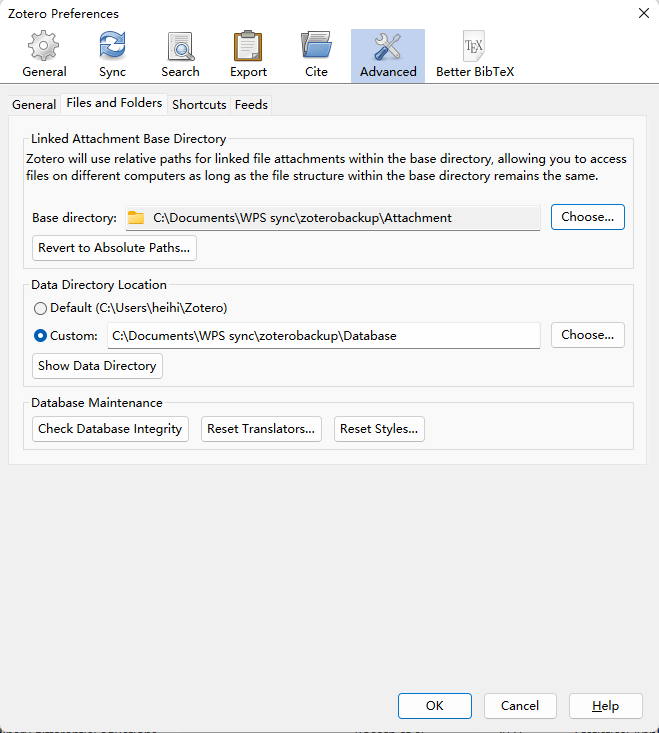 Zotero Preferences
General Sync Search Export Cite Advanced Better BibTeX
TEX
General Files and Folders Shortcuts Feeds
Linked Attachment Base Directory
Zotero will use relative paths for linked file attachments within the base directory, allowing you to access
files on different computers as long as the file structure within the base directory remains the same.
Base directory: C:\Documents\WPS sync\zoterobackup\Attachment Choose...
Revert to Absolute Paths...
Data Directory Location
Default (C:\Users\heihi\Zotero)
Custom: C:\Documents\WPS sync\zoterobackup\Database Choose...
Show Data Directory
Database Maintenance
Check Database Integrity Reset Translators... Reset Styles...
OK Cancel Help